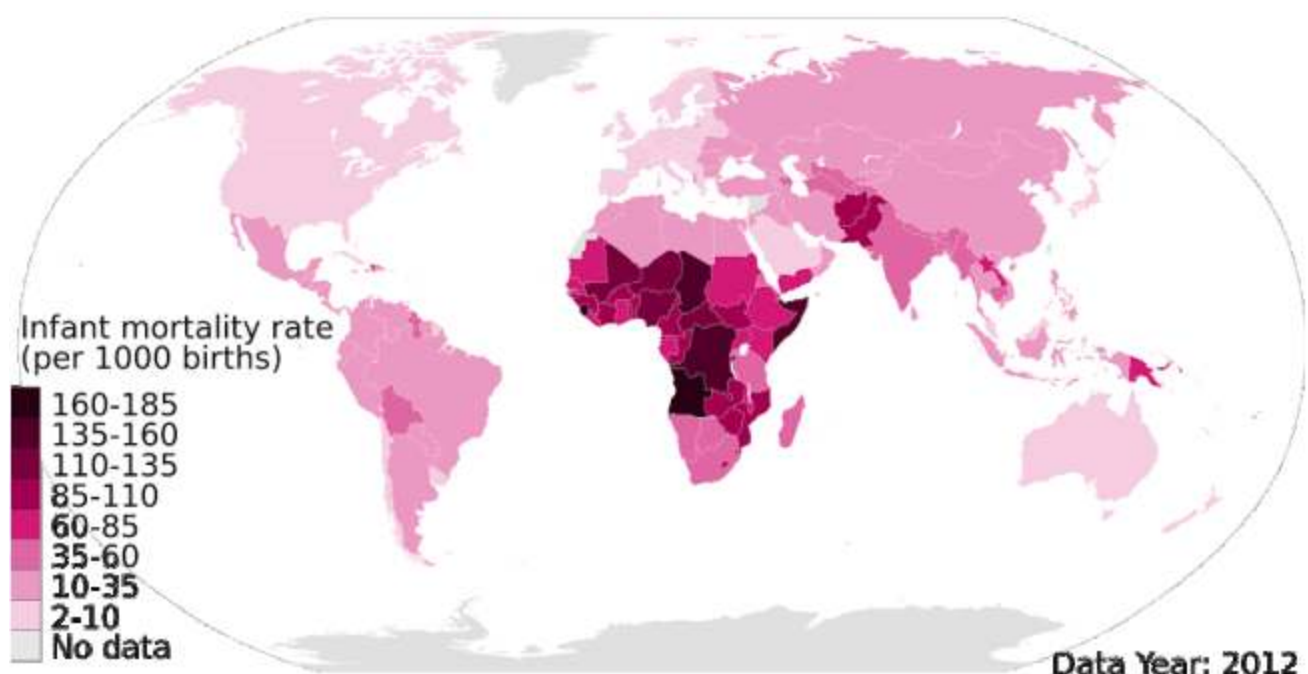 Infant mortality rate
(per 1000 births)
160-185
135-160
110-135
85-110
60-85
35-60
10-35
2-10
No data
Data Year: 2012